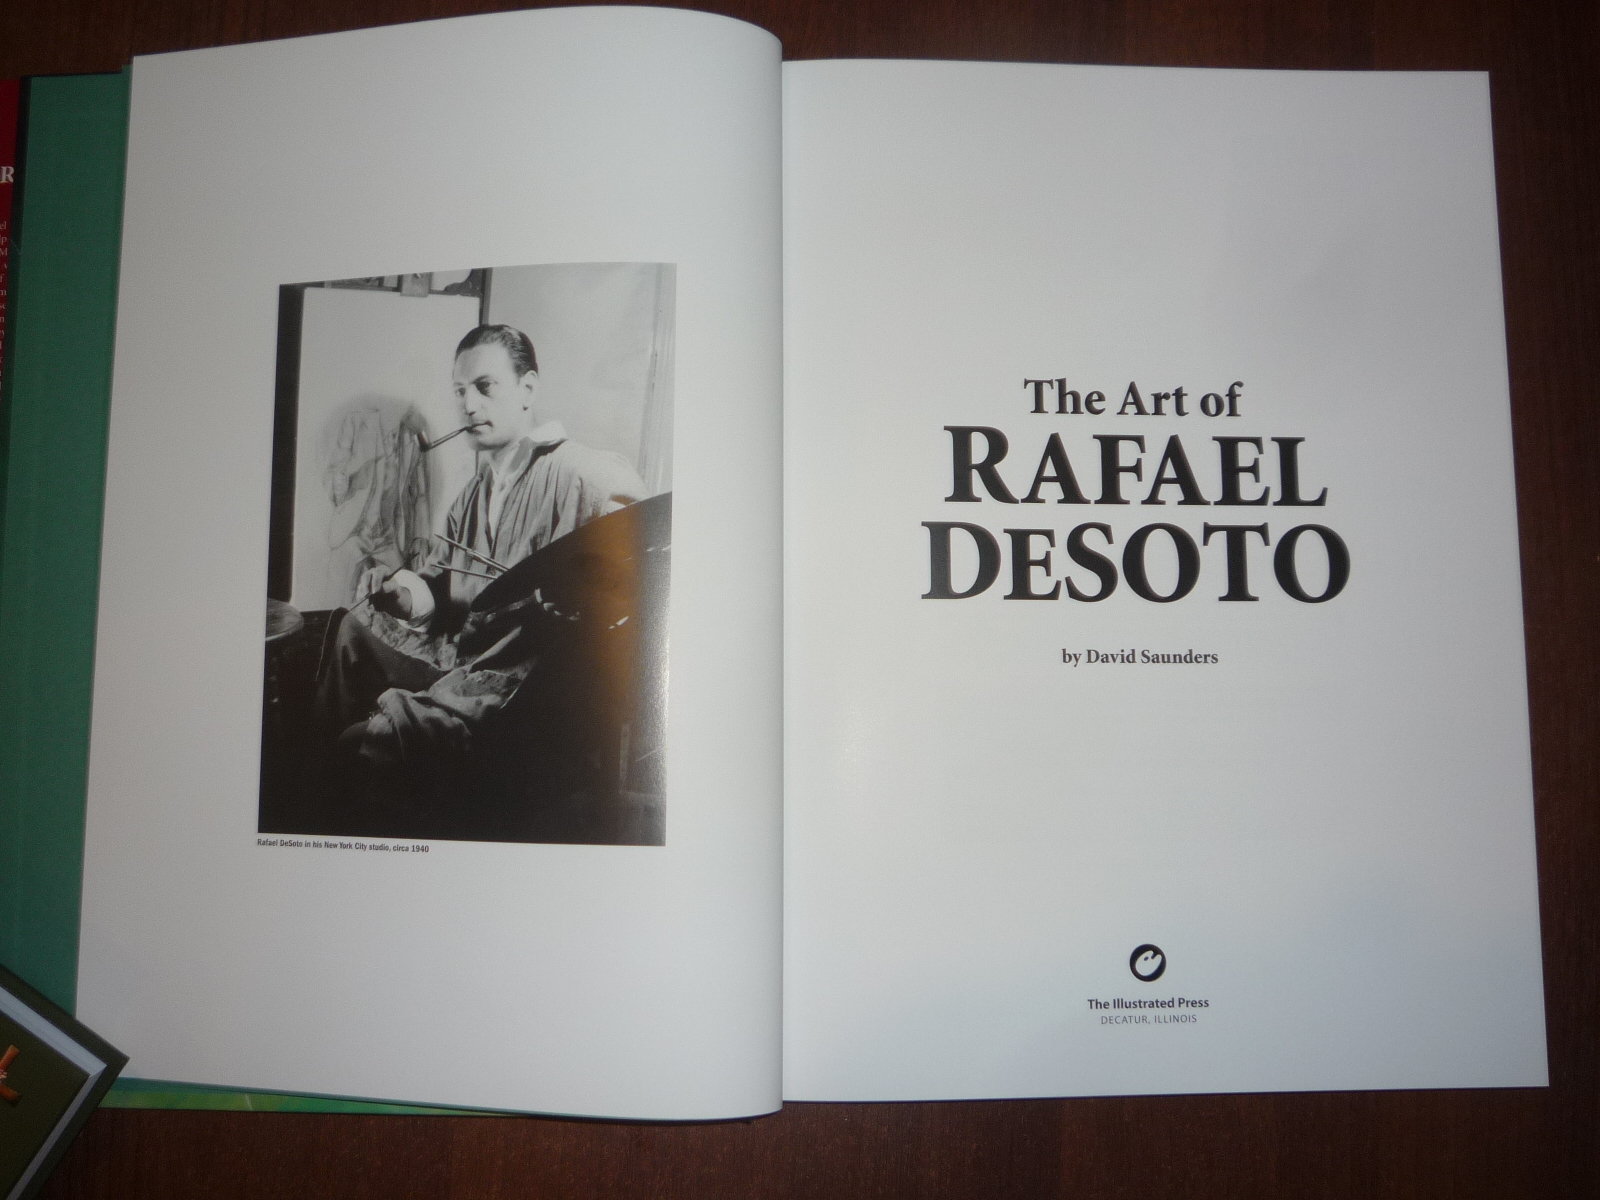 R
Rafael DeSoto in his New York City studio, circa 1940
The Art of
RAFAEL
DESOTO
by David Saunders
The Illustrated Press
DECATUR, ILLINOIS